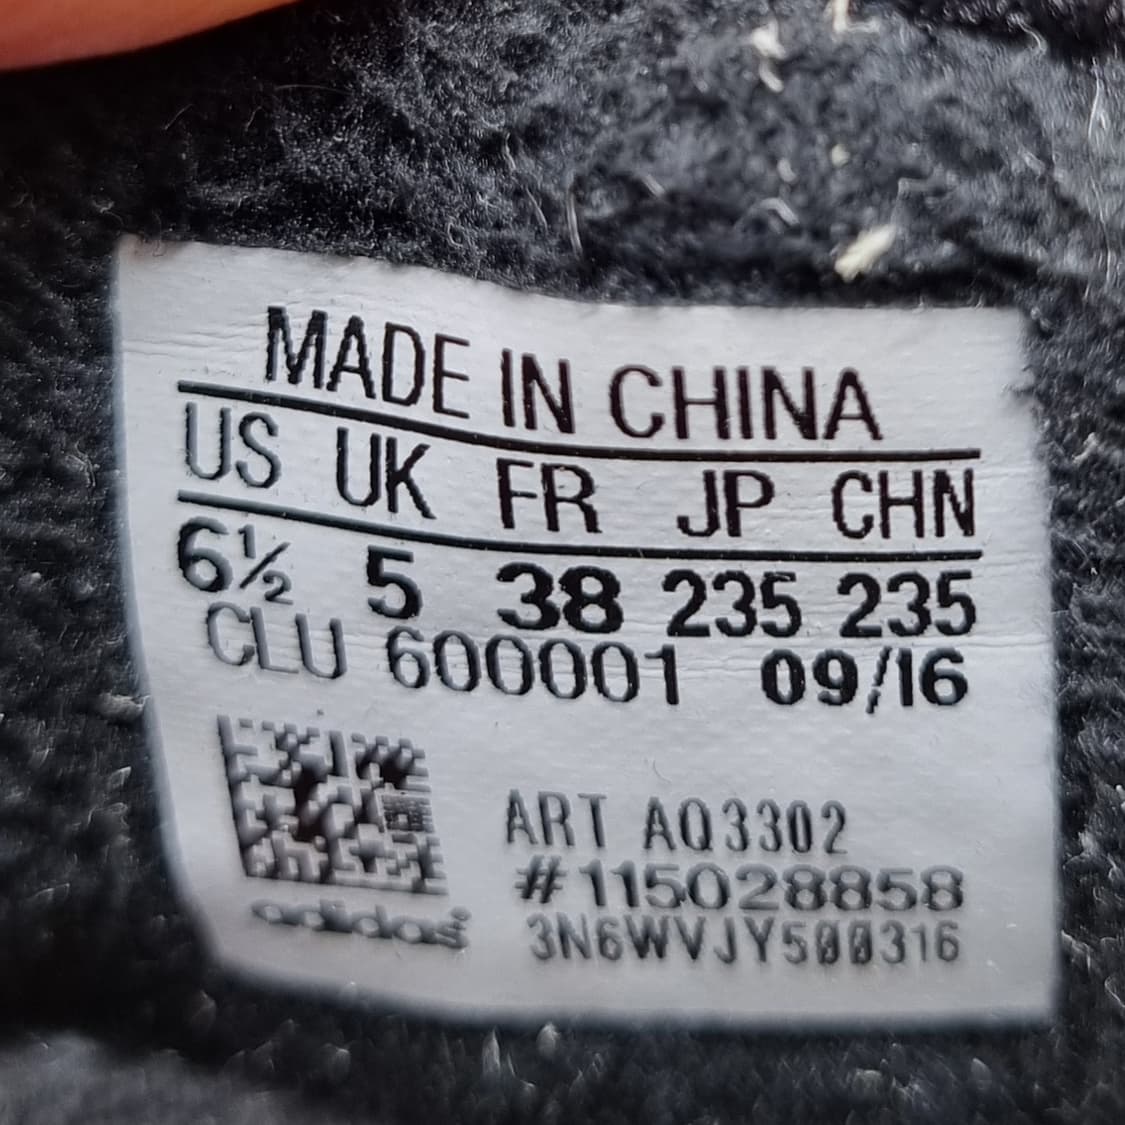 MADE IN CHINA
US UK FR JP CHN
6½ 5 38 235 235
CLU 600001 09/16
ART AQ3302
#115028858
3N6WVJY500316
adidas